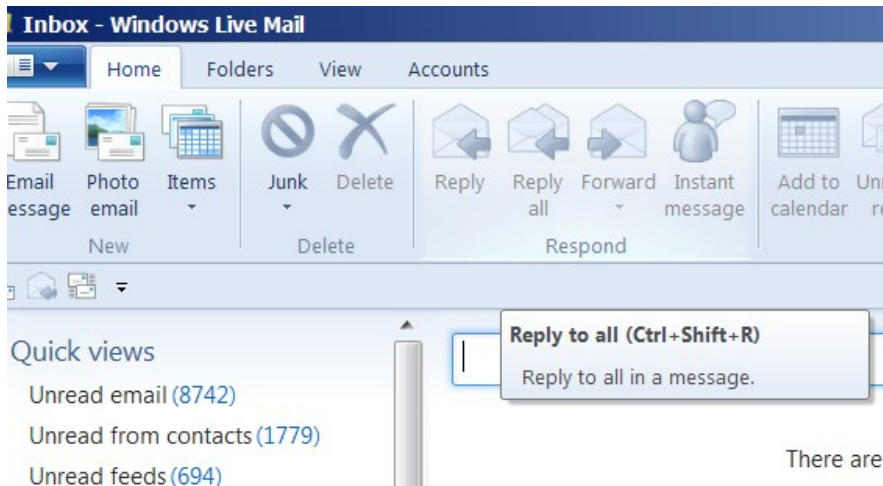 Inbox - Windows Live Mail
Home Folders View Accounts
Email Photo Items Junk Delete Reply Reply Forward Instant Add to
email all message calendar
New Delete Respond
Reply to all (Ctrl+Shift+R)
Reply to all in a message.
Quick views
Unread email (8742)
Unread from contacts (1779)
Unread feeds (694)
There are